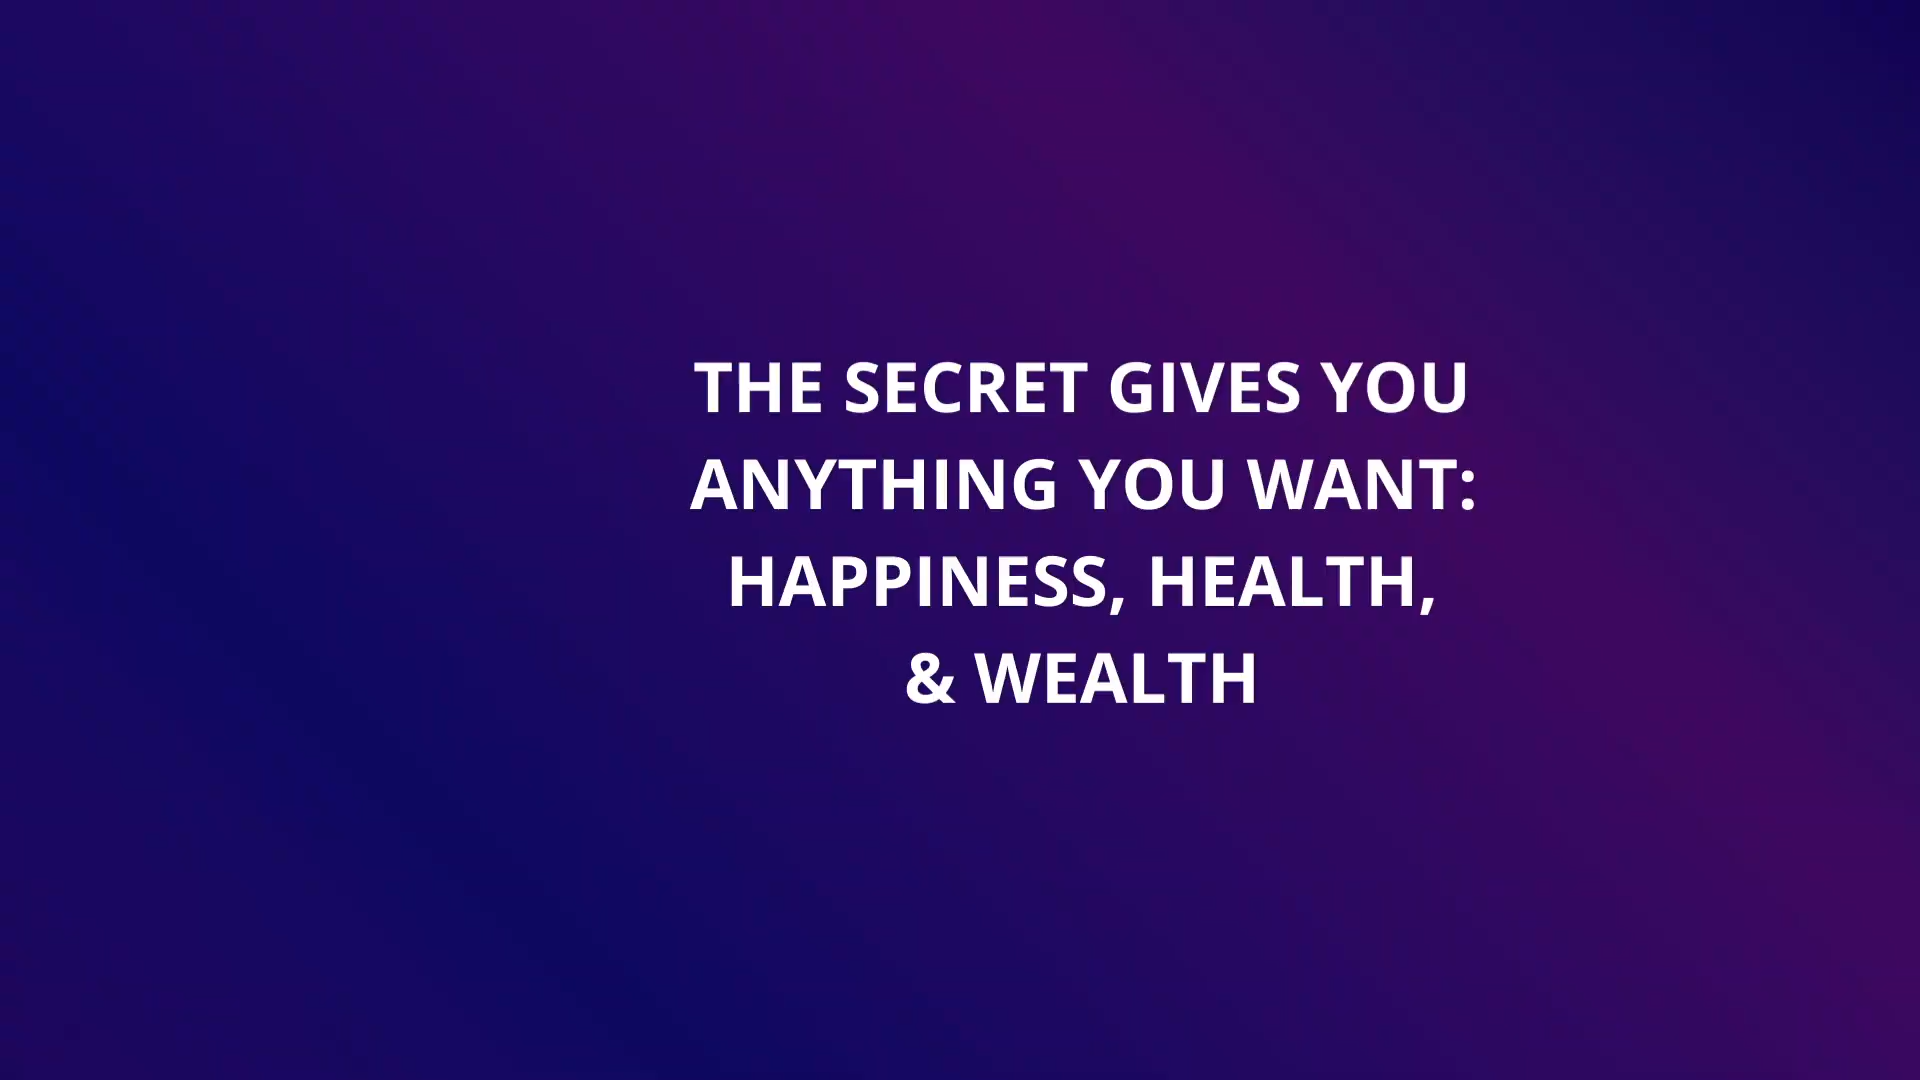 THE SECRET GIVES YOU
ANYTHING YOU WANT:
HAPPINESS, HEALTH,
& WEALTH